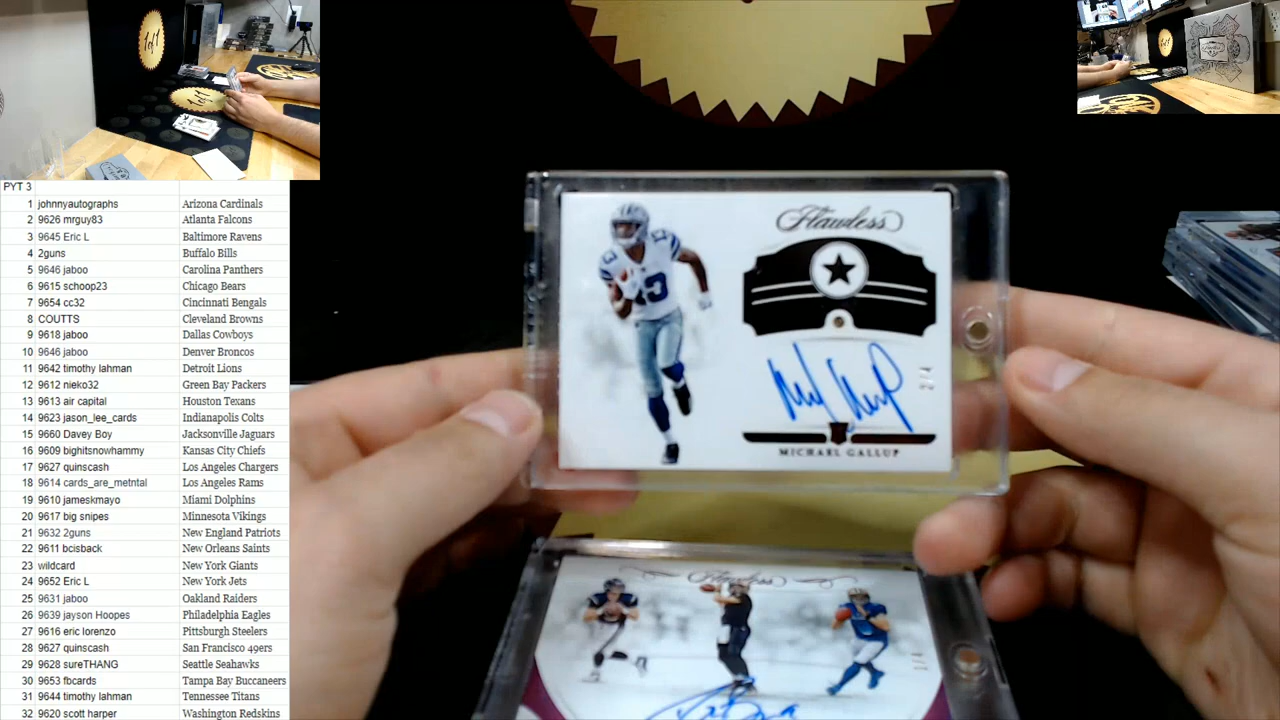 1of1
PYT 3
1 johnnyautographs Arizona Cardinals
2 9626 mrguy83 Atlanta Falcons
3 9645 Eric L Baltimore Ravens
4 2guns Buffalo Bills
5 9646 jaboo Carolina Panthers
6 9615 schoop23 Chicago Bears
7 9654 cc32 Cincinnati Bengals
8 COUTTS Cleveland Browns
9 9618 jaboo Dallas Cowboys
10 9646 jaboo Denver Broncos
11 9642 timothy lahman Detroit Lions
12 9612 nieko32 Green Bay Packers
13 9613 air capital Houston Texans
14 9623 jason_lee_cards Indianapolis Colts
15 9660 Davey Boy Jacksonville Jaguars
16 9609 bighitsnowhammy Kansas City Chiefs
17 9627 quinscash Los Angeles Chargers
18 9614 cards_are_metntal Los Angeles Rams
19 9610 jameskmayo Miami Dolphins
20 9617 big snipes Minnesota Vikings
21 9632 2guns New England Patriots
22 9611 bcisback New Orleans Saints
23 wildcard New York Giants
24 9652 Eric L New York Jets
25 9631 jaboo Oakland Raiders
26 9639 jayson Hoopes Philadelphia Eagles
27 9616 eric lorenzo Pittsburgh Steelers
28 9627 quinscash San Francisco 49ers
29 9628 sureTHANG Seattle Seahawks
30 9653 fbcards Tampa Bay Buccaneers
31 9644 timothy lahman Tennessee Titans
32 9620 scott harper Washington Redskins
Flawless
13
MICHAEL GALLUP
Flawless